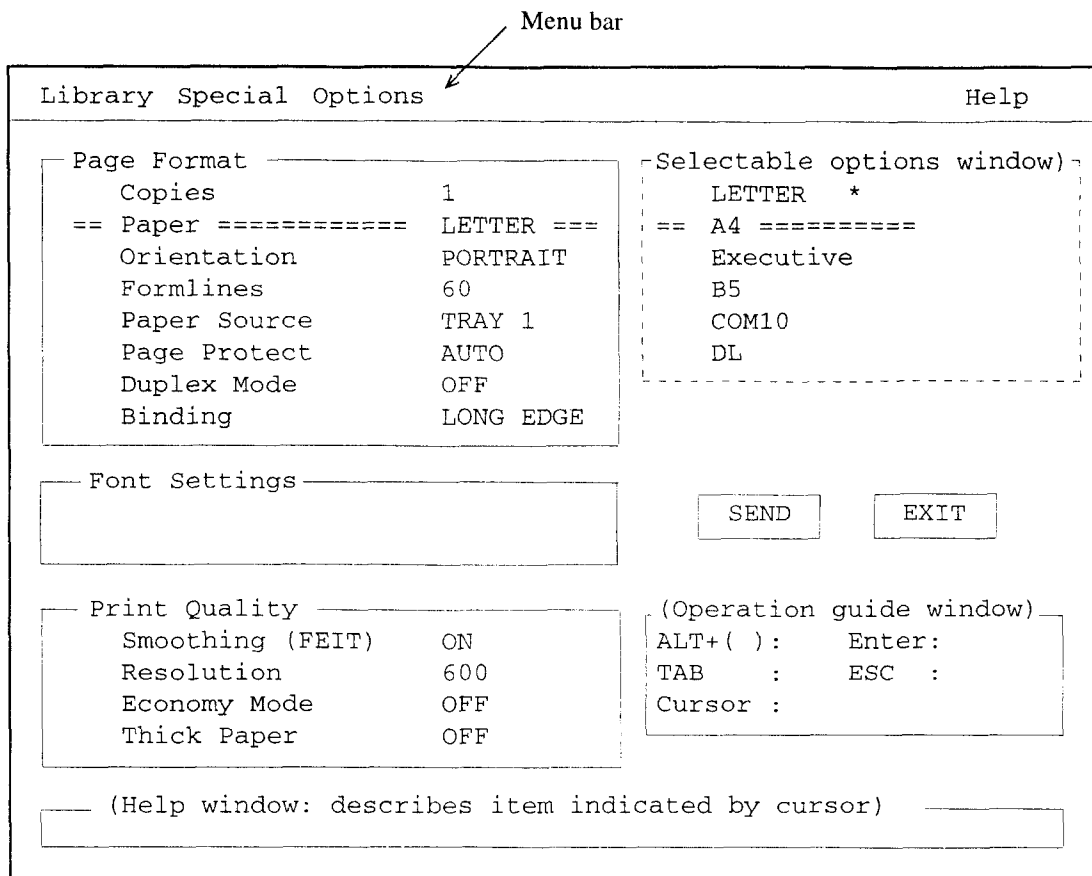 Menu bar
Library Special Options Help
Page Format
Copies 1
== Paper ============ LETTER ===
Orientation PORTRAIT
Formlines 60
Paper Source TRAY 1
Page Protect AUTO
Duplex Mode OFF
Binding LONG EDGE
Selectable options window)
LETTER *
== A4 ==========
Executive
B5
COM10
DL
Font Settings
SEND EXIT
Print Quality
Smoothing (FEIT) ON
Resolution 600
Economy Mode OFF
Thick Paper OFF
(Operation guide window)
ALT+( ): Enter:
TAB : ESC :
Cursor :
(Help window: describes item indicated by cursor)